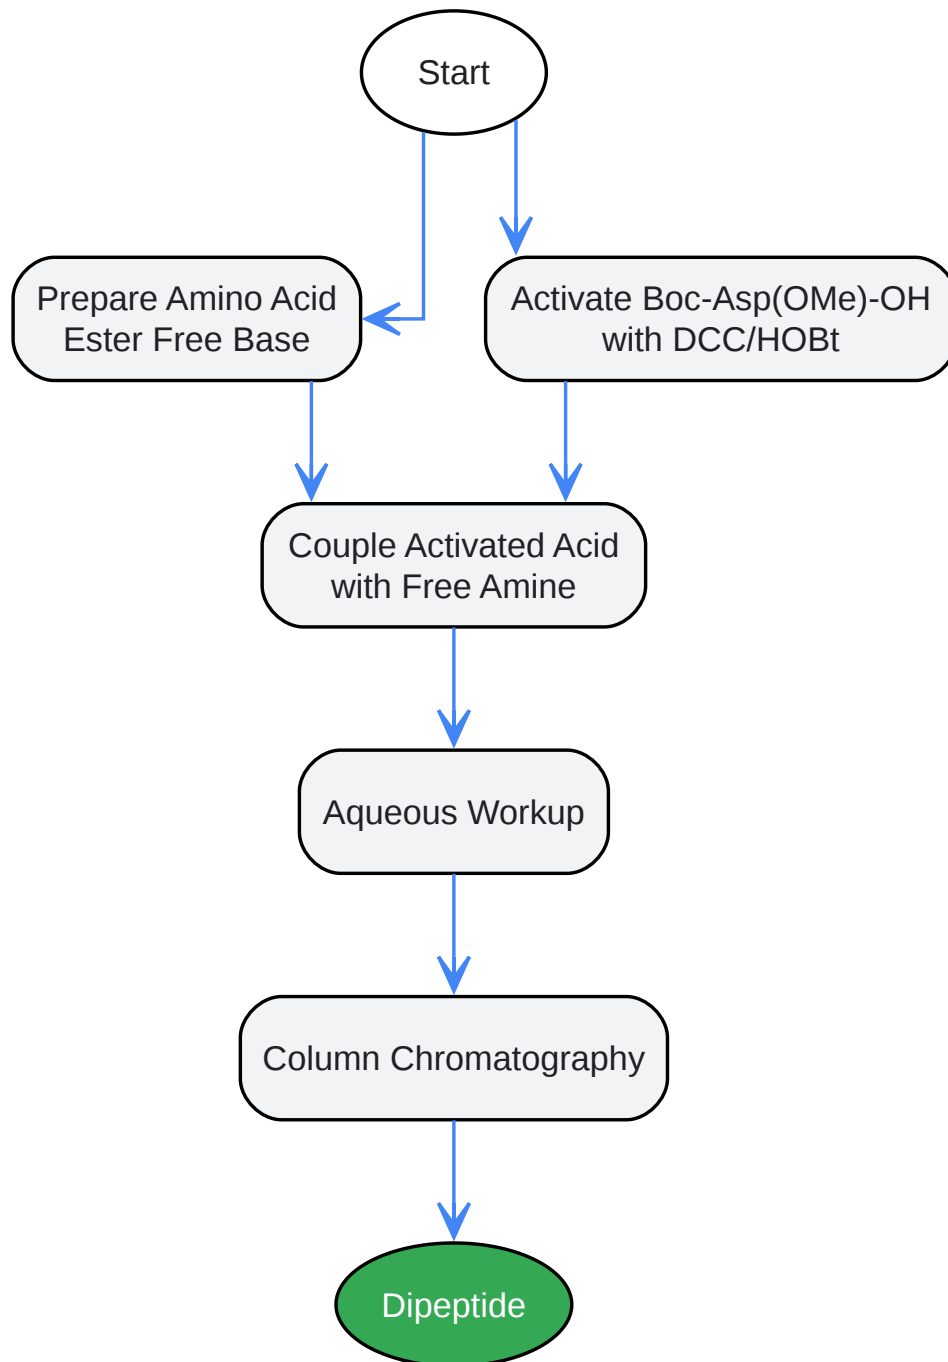 Start
Prepare Amino Acid
Ester Free Base
Activate Boc-Asp(OMe)-OH
with DCC/HOBt
Couple Activated Acid
with Free Amine
Aqueous Workup
Column Chromatography
Dipeptide